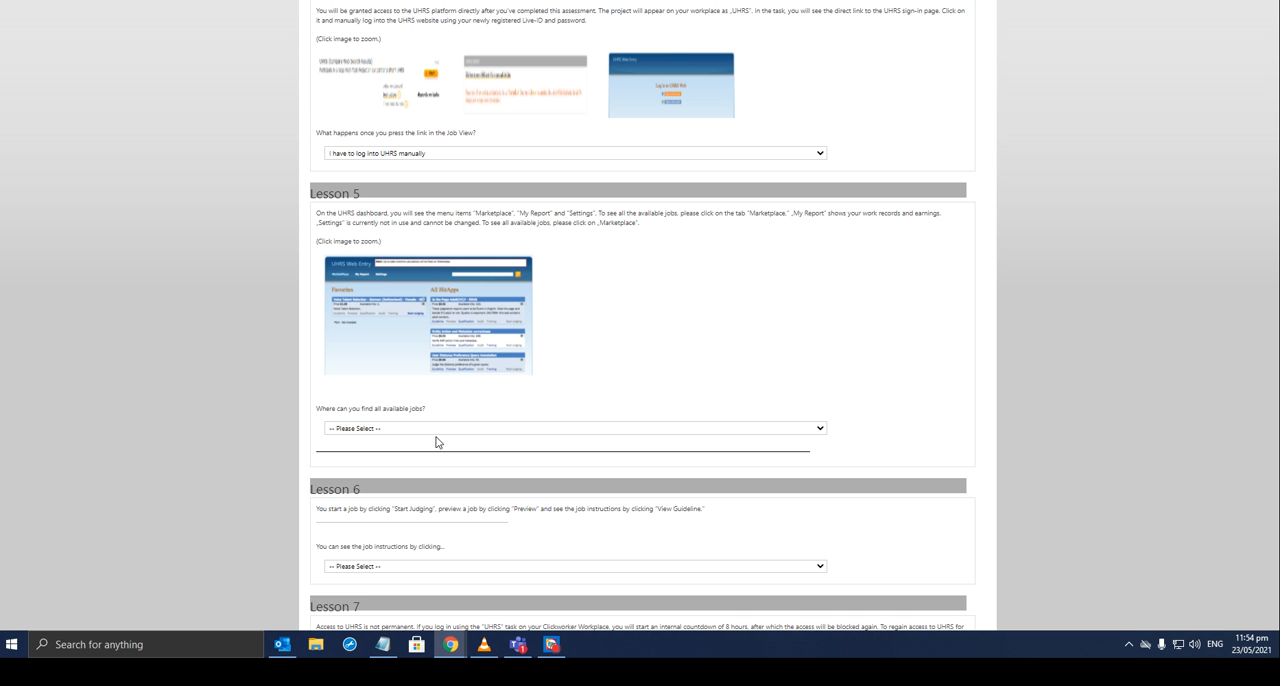 You will be granted access to the UHRS platform directly after you've completed this assessment. The project will appear on your workplace as „UHRS". In the task, you will see the direct link to the UHRS sign-in page. Click on
it and manually log into the UHRS website using your newly registered Live-ID and password.
(Click image to zoom.)
What happens once you press the link in the Job View?
I have to log into UHRS manually
Lesson 5
On the UHRS dashboard, you will see the menu items "Marketplace", "My Report" and "Settings". To see all the available jobs, please click on the tab "Marketplace." „My Report" shows your work records and earnings.
„Settings" is currently not in use and cannot be changed. To see all available jobs, please click on „Marketplace".
(Click image to zoom.)
UHRS Web Entry
Marketplace My Report Settings
Favorites All HitApps
Where can you find all available jobs?
-- Please Select --
Lesson 6
You start a job by clicking "Start Judging", preview a job by clicking "Preview" and see the job instructions by clicking "View Guideline."
You can see the job instructions by clicking...
-- Please Select --
Lesson 7
Access to UHRS is not permanent. If you log in using the "UHRS" task on your Clickworker Workplace, you will start an internal countdown of 8 hours, after which the access will be blocked again. To regain access to UHRS for
Search for anything
1
ENG
11:54 pm
23/05/2021